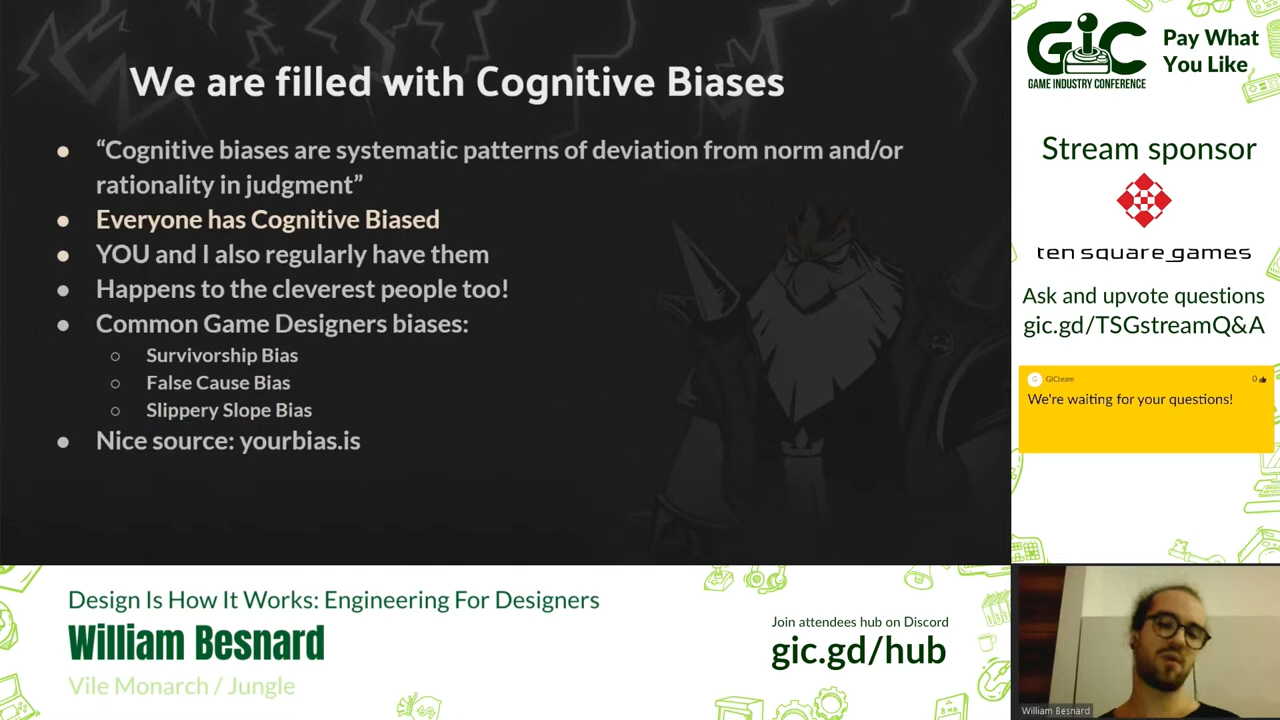 We are filled with Cognitive Biases
● “Cognitive biases are systematic patterns of deviation from norm and/or
rationality in judgment”
● Everyone has Cognitive Biased
● YOU and I also regularly have them
● Happens to the cleverest people too!
● Common Game Designers biases:
○ Survivorship Bias
○ False Cause Bias
○ Slippery Slope Bias
● Nice source: yourbias.is
GIC
GAME INDUSTRY CONFERENCE
Pay What
You Like
Stream sponsor
ten square games
Ask and upvote questions
gic.gd/TSGstreamQ&A
G GICteam 0
We're waiting for your questions!
Design Is How It Works: Engineering For Designers
William Besnard
Vile Monarch / Jungle
Join attendees hub on Discord
gic.gd/hub
8 MB
William Besnard